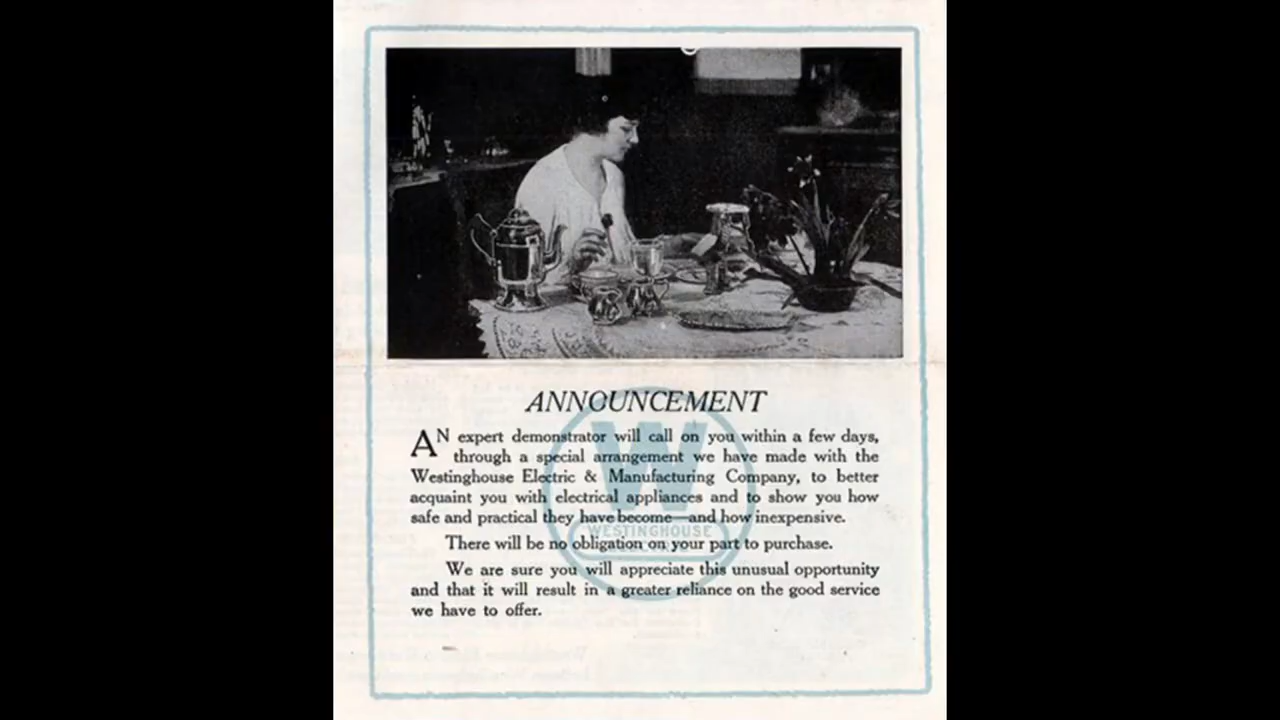 ANNOUNCEMENT
AN expert demonstrator will call on you within a few days,
through a special arrangement we have made with the
Westinghouse Electric & Manufacturing Company, to better
acquaint you with electrical appliances and to show you how
safe and practical they have become—and how inexpensive.
WESTINGHOUSE
ELECTRIC
There will be no obligation on your part to purchase.
We are sure you will appreciate this unusual opportunity
and that it will result in a greater reliance on the good service
we have to offer.